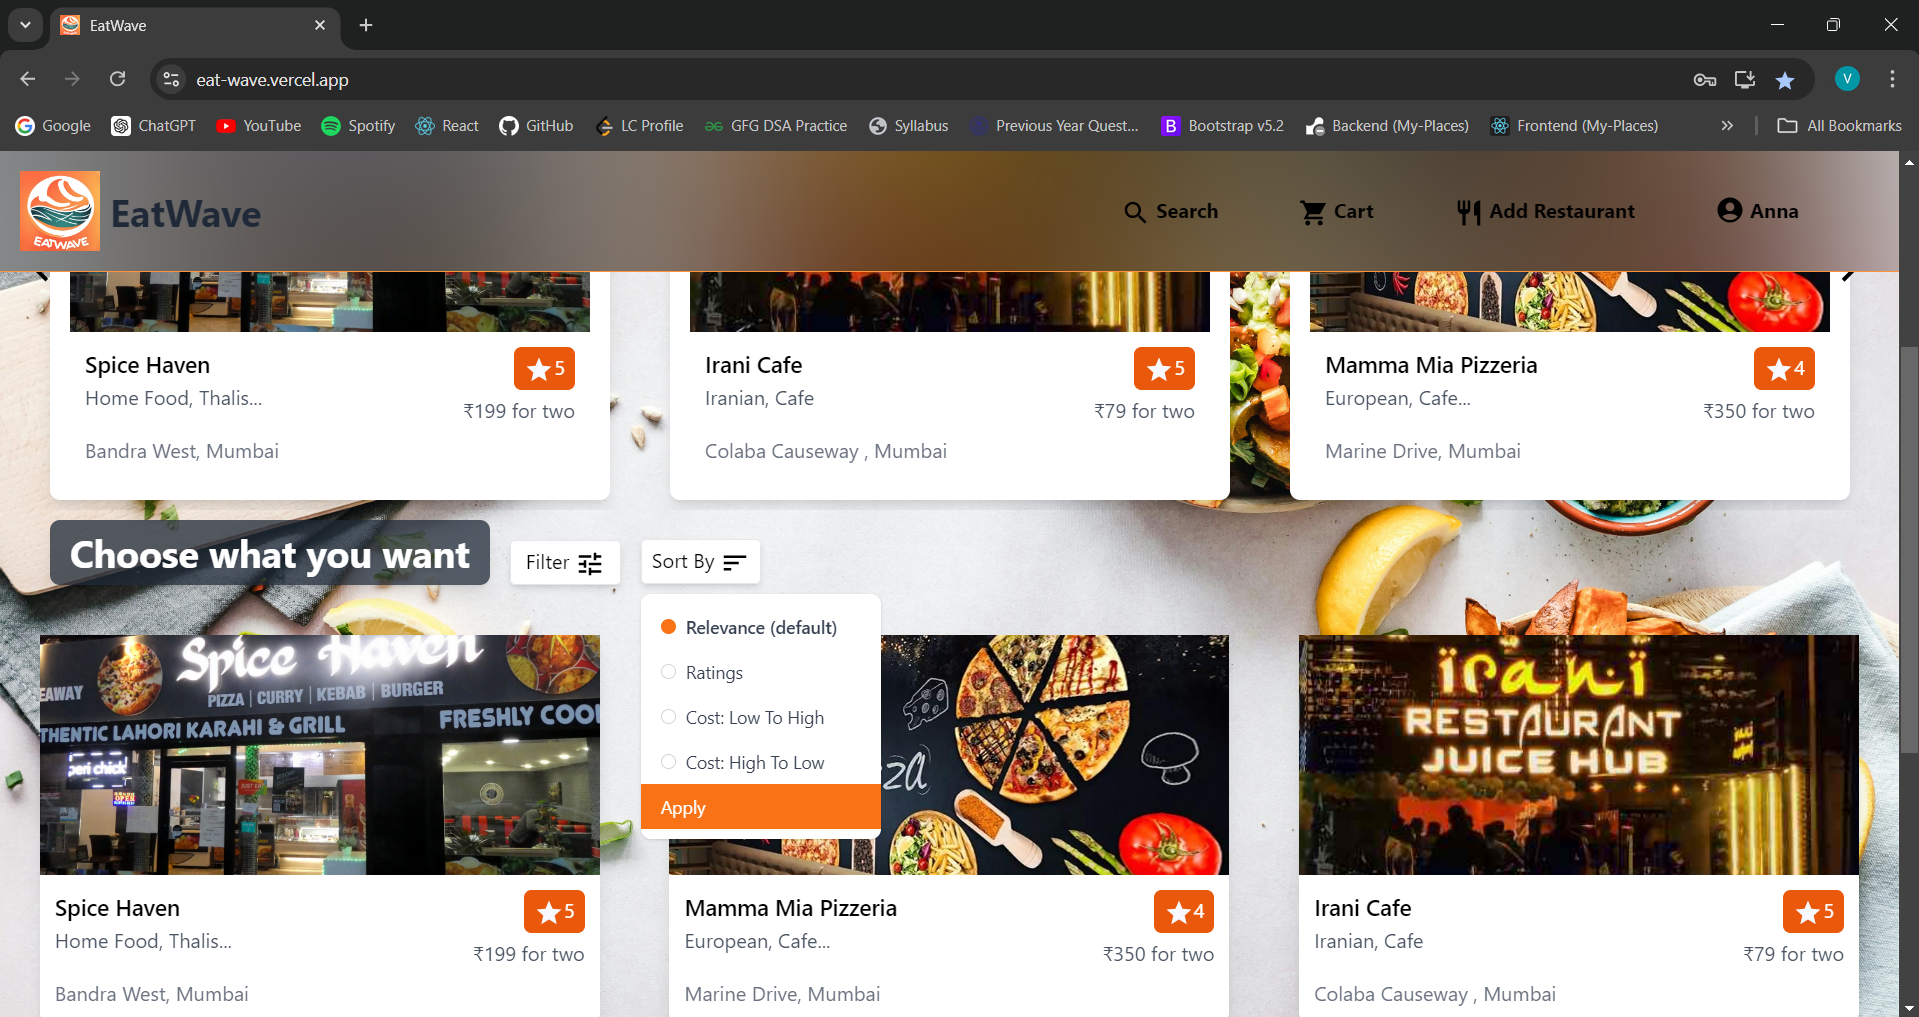 EatWave
eat-wave.vercel.app
V
Google ChatGPT YouTube Spotify React GitHub LC Profile GFG DSA Practice Syllabus Previous Year Quest... Bootstrap v5.2 Backend (My-Places) Frontend (My-Places) All Bookmarks
EATWAVE
EatWave Search Cart Add Restaurant Anna
Spice Haven 5
Home Food, Thalis...
₹199 for two
Bandra West, Mumbai
Irani Cafe 5
Iranian, Cafe
₹79 for two
Colaba Causeway , Mumbai
Mamma Mia Pizzeria 4
European, Cafe...
₹350 for two
Marine Drive, Mumbai
Choose what you want Filter Sort By
Relevance (default)
Ratings
Cost: Low To High
Cost: High To Low
Apply
Spice Haven
EAWAY PIZZA | CURRY | KEBAB | BURGER
THENTIC LAHORI KARAHI & GRILL FRESHLY COO
peri chick!
OPEN
za
irani
RESTAURANT
JUICE HUB
Spice Haven 5
Home Food, Thalis...
₹199 for two
Bandra West, Mumbai
Mamma Mia Pizzeria 4
European, Cafe...
₹350 for two
Marine Drive, Mumbai
Irani Cafe 5
Iranian, Cafe
₹79 for two
Colaba Causeway , Mumbai